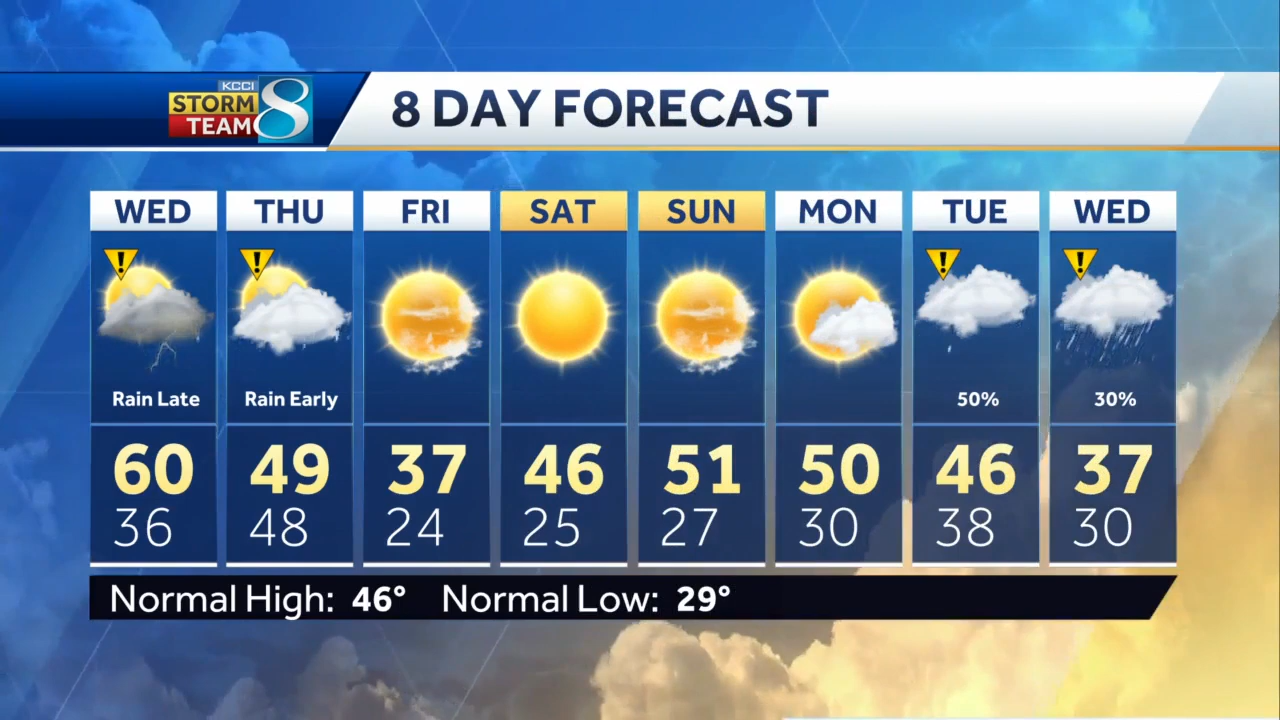 KCCI
STORM
TEAM 8
8 DAY FORECAST
WED THU FRI SAT SUN MON TUE WED
! ! ! !
Rain Late Rain Early 50% 30%
60 49 37 46 51 50 46 37
36 48 24 25 27 30 38 30
Normal High: 46° Normal Low: 29°